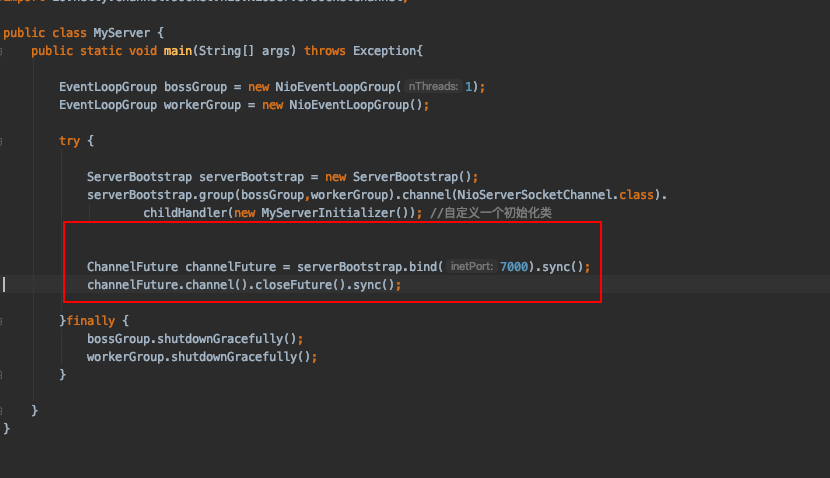 public class MyServer {
public static void main(String[] args) throws Exception{
EventLoopGroup bossGroup = new NioEventLoopGroup( nThreads: 1);
EventLoopGroup workerGroup = new NioEventLoopGroup();
try {
ServerBootstrap serverBootstrap = new ServerBootstrap();
serverBootstrap.group(bossGroup,workerGroup).channel(NioServerSocketChannel.class).
childHandler(new MyServerInitializer()); //自定义一个初始化类
ChannelFuture channelFuture = serverBootstrap.bind( inetPort: 7000).sync();
channelFuture.channel().closeFuture().sync();
}finally {
bossGroup.shutdownGracefully();
workerGroup.shutdownGracefully();
}
}
}